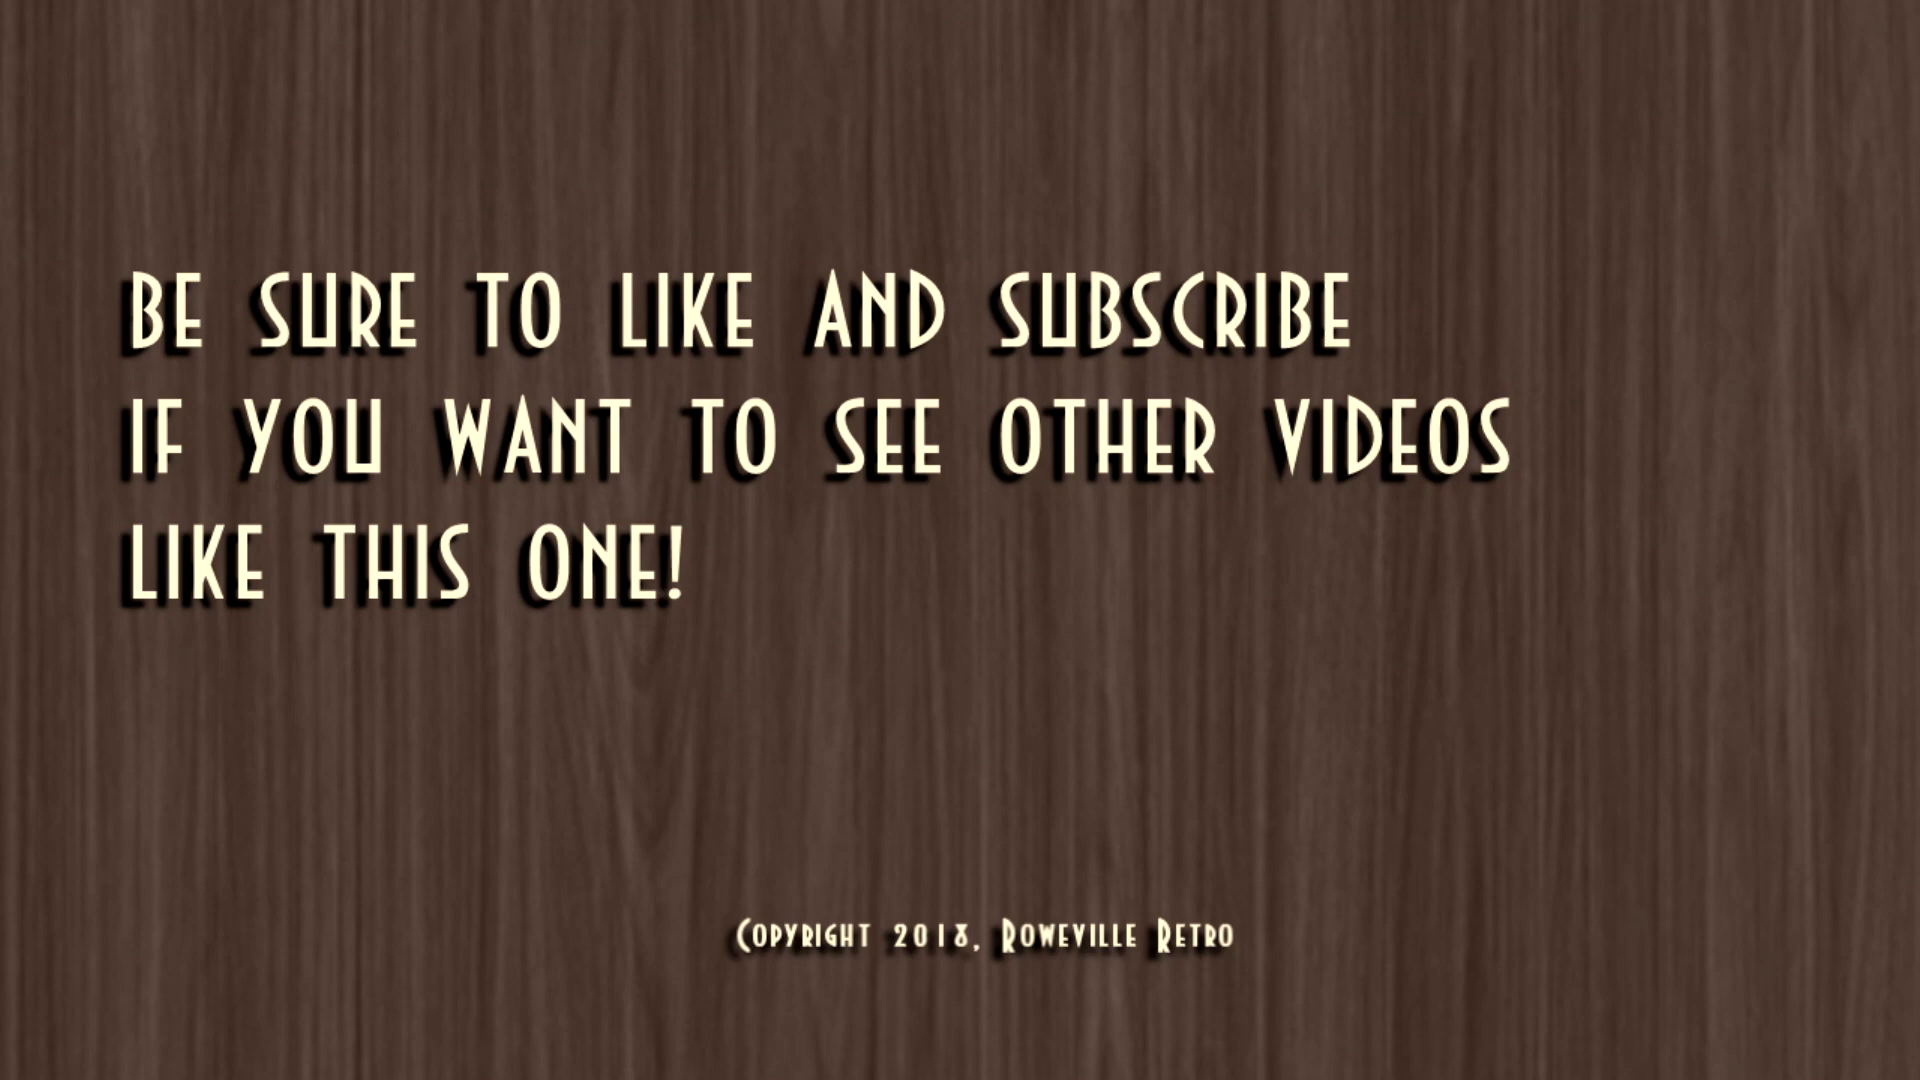 BE SURE TO LIKE AND SUBSCRIBE
IF YOU WANT TO SEE OTHER VIDEOS
LIKE THIS ONE!
Copyright 2018, Roweville Retro